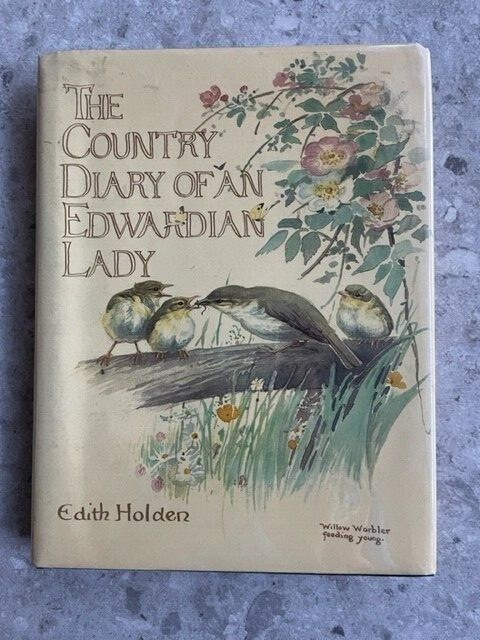 THE
COUNTRY
DIARY OF AN
EDWARDIAN
LADY
Edith Holden
Willow Warbler
feeding young.